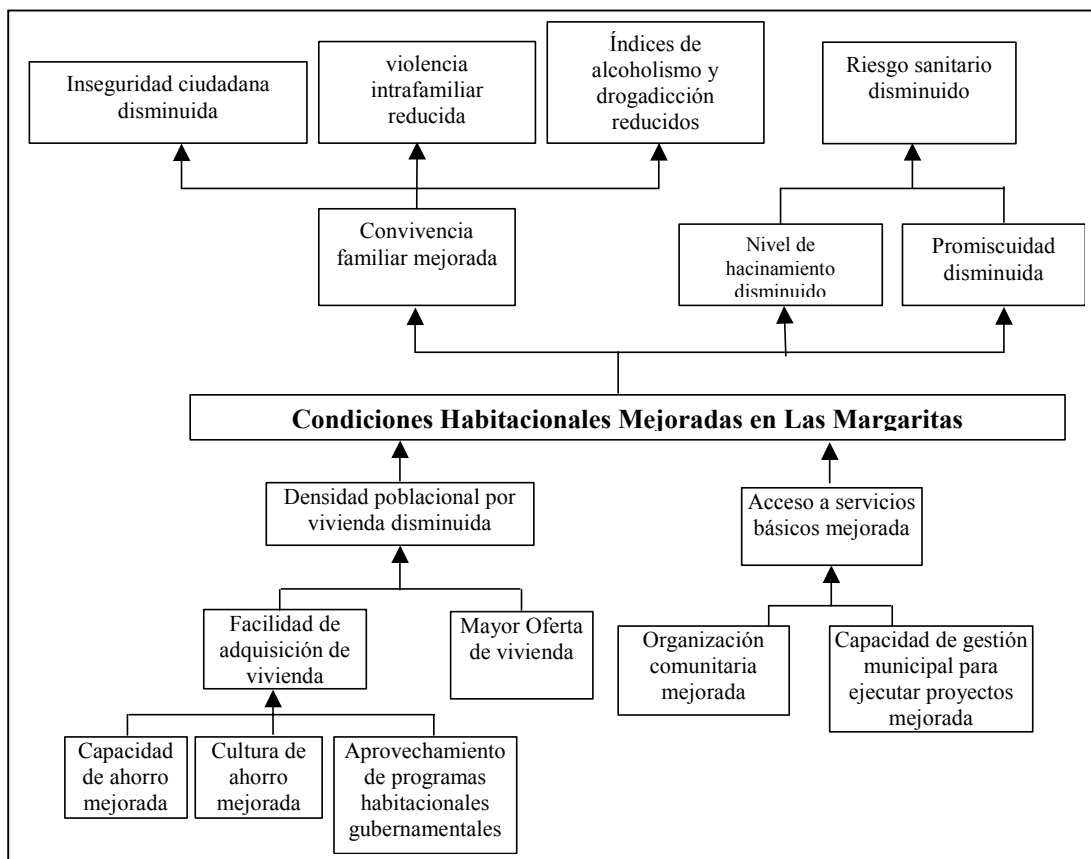 Inseguridad ciudadana
disminuida
violencia
intrafamiliar
reducida
Índices de
alcoholismo y
drogadicción
reducidos
Riesgo sanitario
disminuido
Convivencia
familiar mejorada
Nivel de
hacinamiento
disminuido
Promiscuidad
disminuida
Condiciones Habitacionales Mejoradas en Las Margaritas
Densidad poblacional por
vivienda disminuida
Acceso a servicios
básicos mejorada
Facilidad de
adquisición de
vivienda
Mayor Oferta
de vivienda
Organización
comunitaria
mejorada
Capacidad de gestión
municipal para
ejecutar proyectos
mejorada
Capacidad
de ahorro
mejorada
Cultura de
ahorro
mejorada
Aprovechamiento
de programas
habitacionales
gubernamentales